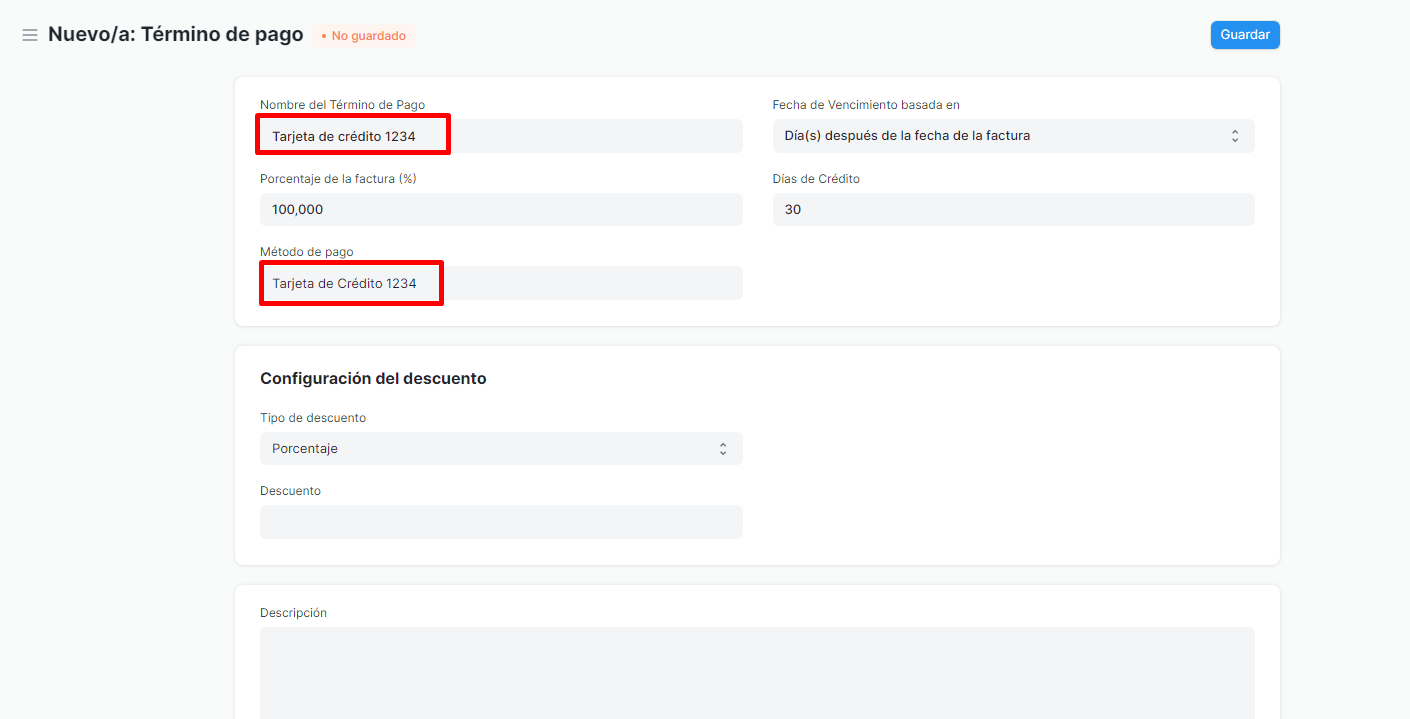 Nuevo/a: Término de pago
• No guardado
Guardar
Nombre del Término de Pago
Tarjeta de crédito 1234
Fecha de Vencimiento basada en
Día(s) después de la fecha de la factura
Porcentaje de la factura (%)
100,000
Días de Crédito
30
Método de pago
Tarjeta de Crédito 1234
Configuración del descuento
Tipo de descuento
Porcentaje
Descuento
Descripción